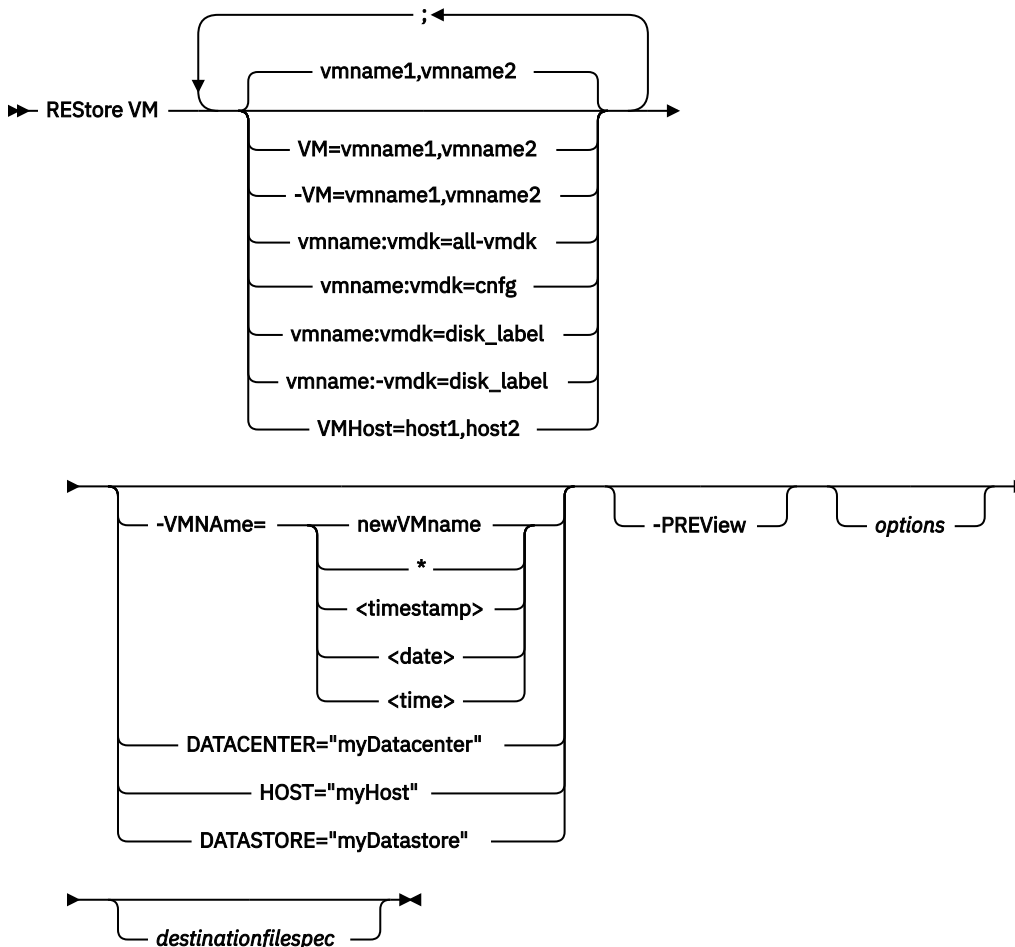 ;
vmname1,vmname2
REStore VM
VM=vmname1,vmname2
-VM=vmname1,vmname2
vmname:vmdk=all-vmdk
vmname:vmdk=cnfg
vmname:vmdk=disk_label
vmname:-vmdk=disk_label
VMHost=host1,host2
-VMNAme= newVMname
*
<timestamp>
<date>
<time>
DATACENTER="myDatacenter"
HOST="myHost"
DATASTORE="myDatastore"
-PREView
options
destinationfilespec